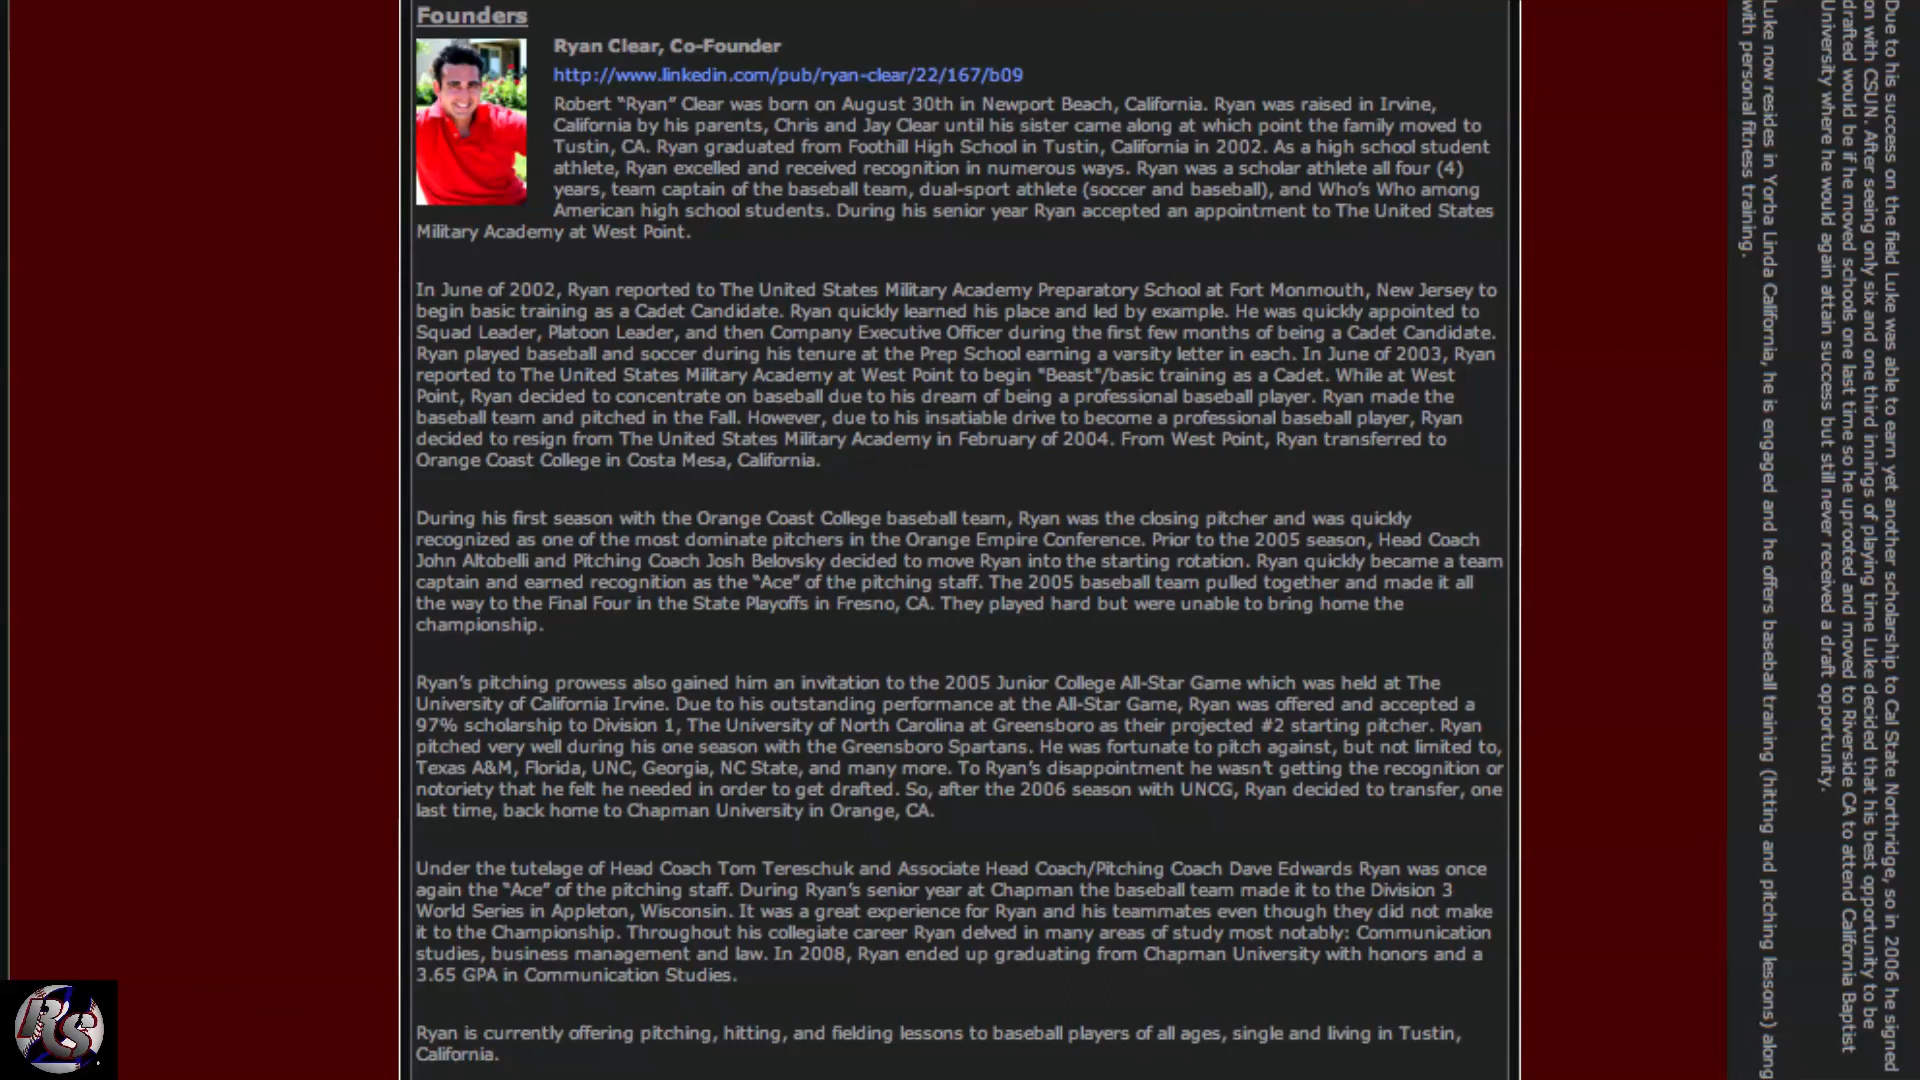 Founders
Ryan Clear, Co-Founder
http://www.linkedin.com/pub/ryan-clear/22/167/b09
Robert “Ryan” Clear was born on August 30th in Newport Beach, California. Ryan was raised in Irvine,
California by his parents, Chris and Jay Clear until his sister came along at which point the family moved to
Tustin, CA. Ryan graduated from Foothill High School in Tustin, California in 2002. As a high school student
athlete, Ryan excelled and received recognition in numerous ways. Ryan was a scholar athlete all four (4)
years, team captain of the baseball team, dual-sport athlete (soccer and baseball), and Who’s Who among
American high school students. During his senior year Ryan accepted an appointment to The United States
Military Academy at West Point.
In June of 2002, Ryan reported to The United States Military Academy Preparatory School at Fort Monmouth, New Jersey to
begin basic training as a Cadet Candidate. Ryan quickly learned his place and led by example. He was quickly appointed to
Squad Leader, Platoon Leader, and then Company Executive Officer during the first few months of being a Cadet Candidate.
Ryan played baseball and soccer during his tenure at the Prep School earning a varsity letter in each. In June of 2003, Ryan
reported to The United States Military Academy at West Point to begin "Beast"/basic training as a Cadet. While at West
Point, Ryan decided to concentrate on baseball due to his dream of being a professional baseball player. Ryan made the
baseball team and pitched in the Fall. However, due to his insatiable drive to become a professional baseball player, Ryan
decided to resign from The United States Military Academy in February of 2004. From West Point, Ryan transferred to
Orange Coast College in Costa Mesa, California.
During his first season with the Orange Coast College baseball team, Ryan was the closing pitcher and was quickly
recognized as one of the most dominate pitchers in the Orange Empire Conference. Prior to the 2005 season, Head Coach
John Altobelli and Pitching Coach Josh Belovsky decided to move Ryan into the starting rotation. Ryan quickly became a team
captain and earned recognition as the “Ace” of the pitching staff. The 2005 baseball team pulled together and made it all
the way to the Final Four in the State Playoffs in Fresno, CA. They played hard but were unable to bring home the
championship.
Ryan’s pitching prowess also gained him an invitation to the 2005 Junior College All-Star Game which was held at The
University of California Irvine. Due to his outstanding performance at the All-Star Game, Ryan was offered and accepted a
97% scholarship to Division 1, The University of North Carolina at Greensboro as their projected #2 starting pitcher. Ryan
pitched very well during his one season with the Greensboro Spartans. He was fortunate to pitch against, but not limited to,
Texas A&M, Florida, UNC, Georgia, NC State, and many more. To Ryan’s disappointment he wasn’t getting the recognition or
notoriety that he felt he needed in order to get drafted. So, after the 2006 season with UNCG, Ryan decided to transfer, one
last time, back home to Chapman University in Orange, CA.
Under the tutelage of Head Coach Tom Tereschuk and Associate Head Coach/Pitching Coach Dave Edwards Ryan was once
again the “Ace” of the pitching staff. During Ryan’s senior year at Chapman the baseball team made it to the Division 3
World Series in Appleton, Wisconsin. It was a great experience for Ryan and his teammates even though they did not make
it to the Championship. Throughout his collegiate career Ryan delved in many areas of study most notably: Communication
studies, business management and law. In 2008, Ryan ended up graduating from Chapman University with honors and a
3.65 GPA in Communication Studies.
Ryan is currently offering pitching, hitting, and fielding lessons to baseball players of all ages, single and living in Tustin,
California.
Due to his success on the field Luke was able to earn yet another scholarship to Cal State Northridge, so in 2006 he signed
on with CSUN. After seeing only six and one third innings of playing time Luke decided that his best opportunity to be
drafted would be if he moved schools one last time so he uprooted and moved to Riverside CA to attend California Baptist
University where he would again attain success but still never received a draft opportunity.
Luke now resides in Yorba Linda California, he is engaged and he offers baseball training (hitting and pitching lessons) along
with personal fitness training.
RS